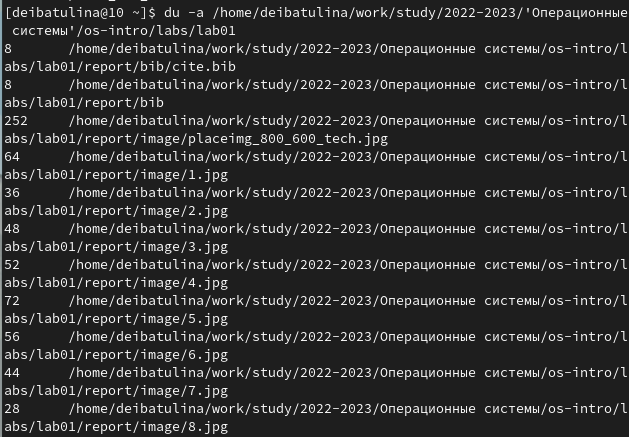 [deibatulina@10 ~]$ du -a /home/deibatulina/work/study/2022-2023/'Операционные
системы'/os-intro/labs/lab01
8 /home/deibatulina/work/study/2022-2023/Операционные системы/os-intro/l
abs/lab01/report/bib/cite.bib
8 /home/deibatulina/work/study/2022-2023/Операционные системы/os-intro/l
abs/lab01/report/bib
252 /home/deibatulina/work/study/2022-2023/Операционные системы/os-intro/l
abs/lab01/report/image/placeimg_800_600_tech.jpg
64 /home/deibatulina/work/study/2022-2023/Операционные системы/os-intro/l
abs/lab01/report/image/1.jpg
36 /home/deibatulina/work/study/2022-2023/Операционные системы/os-intro/l
abs/lab01/report/image/2.jpg
48 /home/deibatulina/work/study/2022-2023/Операционные системы/os-intro/l
abs/lab01/report/image/3.jpg
52 /home/deibatulina/work/study/2022-2023/Операционные системы/os-intro/l
abs/lab01/report/image/4.jpg
72 /home/deibatulina/work/study/2022-2023/Операционные системы/os-intro/l
abs/lab01/report/image/5.jpg
56 /home/deibatulina/work/study/2022-2023/Операционные системы/os-intro/l
abs/lab01/report/image/6.jpg
44 /home/deibatulina/work/study/2022-2023/Операционные системы/os-intro/l
abs/lab01/report/image/7.jpg
28 /home/deibatulina/work/study/2022-2023/Операционные системы/os-intro/l
abs/lab01/report/image/8.jpg